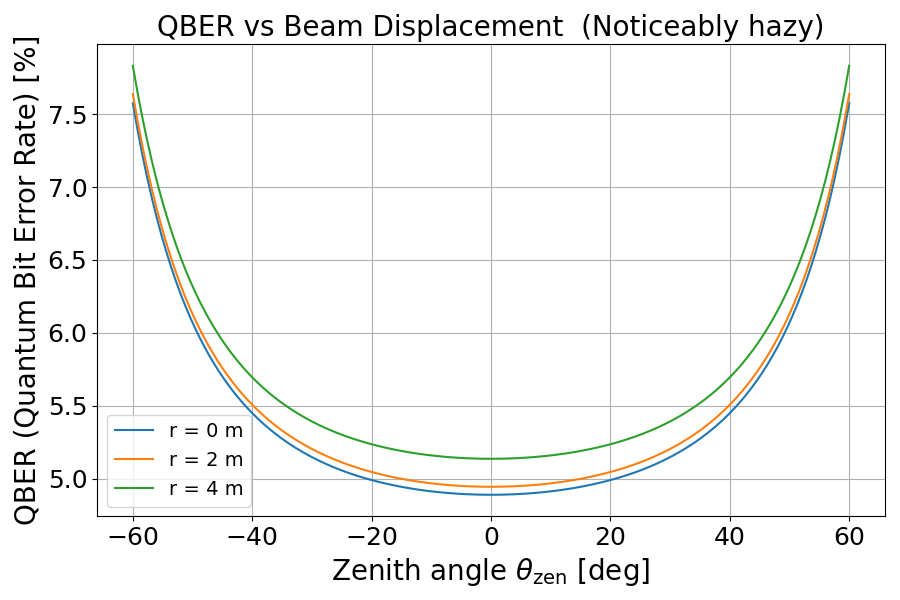 QBER vs Beam Displacement  (Noticeably hazy)
QBER (Quantum Bit Error Rate) [%]
7.5
7.0
6.5
6.0
5.5
5.0
r = 0 m
r = 2 m
r = 4 m
−60
−40
−20
0
20
40
60
Zenith angle θzen [deg]